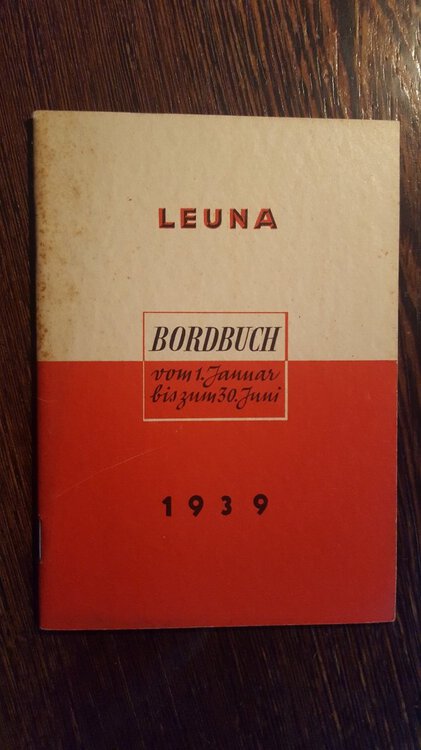 LEUNA
BORDBUCH
vom 1. Januar
bis zum 30. Juni
1939